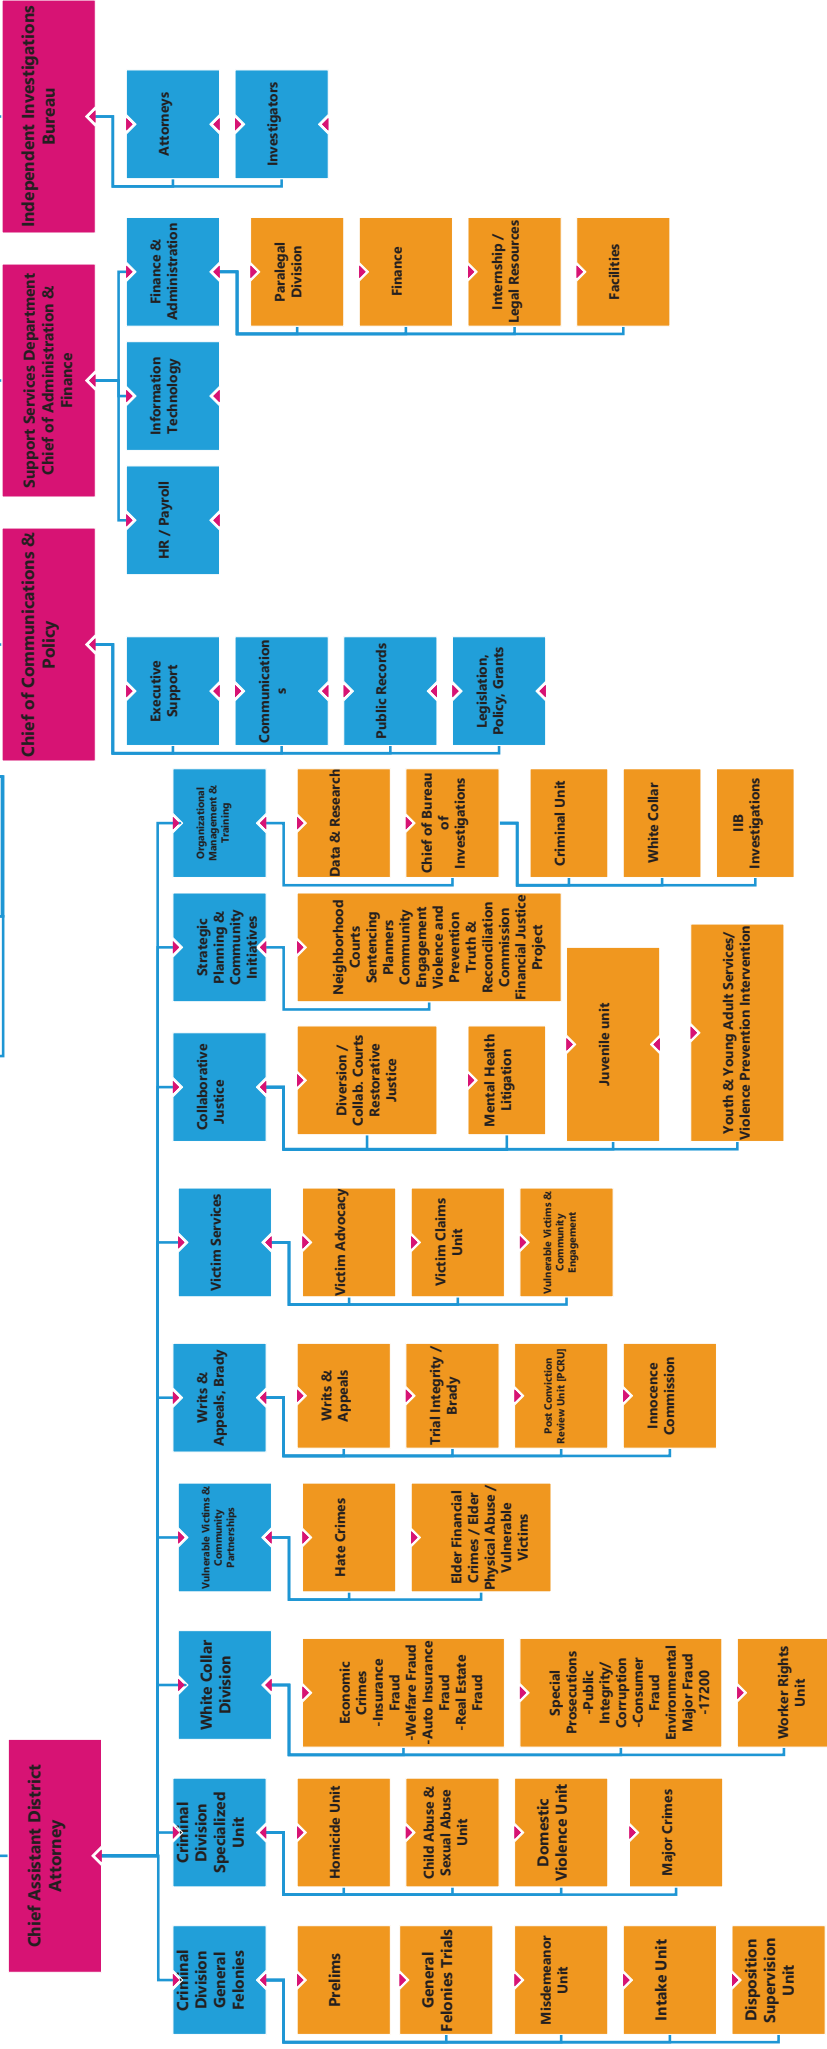 Chief Assistant District
Attorney
Criminal
Division
General
Felonies
Prelims
General
Felonies Trials
Misdemeanor
Unit
Intake Unit
Disposition
Supervision
Unit
Criminal
Division
Specialized
Unit
Homicide Unit
Child Abuse &
Sexual Abuse
Unit
Domestic
Violence Unit
Major Crimes
White Collar
Division
Economic
Crimes
-Insurance
Fraud
-Welfare Fraud
-Auto Insurance
Fraud
-Real Estate
Fraud
Special
Prosecutions
-Public
Integrity/
Corruption
-Consumer
Fraud
Environmental
Major Fraud
-17200
Worker Rights
Unit
Vulnerable Victims &
Community
Partnerships
Hate Crimes
Elder Financial
Crimes / Elder
Physical Abuse /
Vulnerable
Victims
Writs &
Appeals, Brady
Writs &
Appeals
Trial Integrity /
Brady
Post Conviction
Review Unit [PCRU]
Innocence
Commission
Victim Services
Victim Advocacy
Victim Claims
Unit
Vulnerable Victims &
Community
Engagement
Collaborative
Justice
Diversion /
Collab. Courts
Restorative
Justice
Mental Health
Litigation
Juvenile unit
Youth & Young Adult Services/
Violence Prevention Intervention
Strategic
Planning &
Community
Initiatives
Neighborhood
Courts
Sentencing
Planners
Community
Engagement
Violence and
Prevention
Truth &
Reconciliation
Commission
Financial Justice
Project
Organizational
Management &
Training
Data & Research
Chief of Bureau
of
Investigations
Criminal Unit
White Collar
IIB
Investigations
Chief of Communications &
Policy
Executive
Support
Communication
s
Public Records
Legislation,
Policy, Grants
Support Services Department
Chief of Administration &
Finance
HR / Payroll
Information
Technology
Finance &
Administration
Paralegal
Division
Finance
Internship /
Legal Resources
Facilities
Independent Investigations
Bureau
Attorneys
Investigators